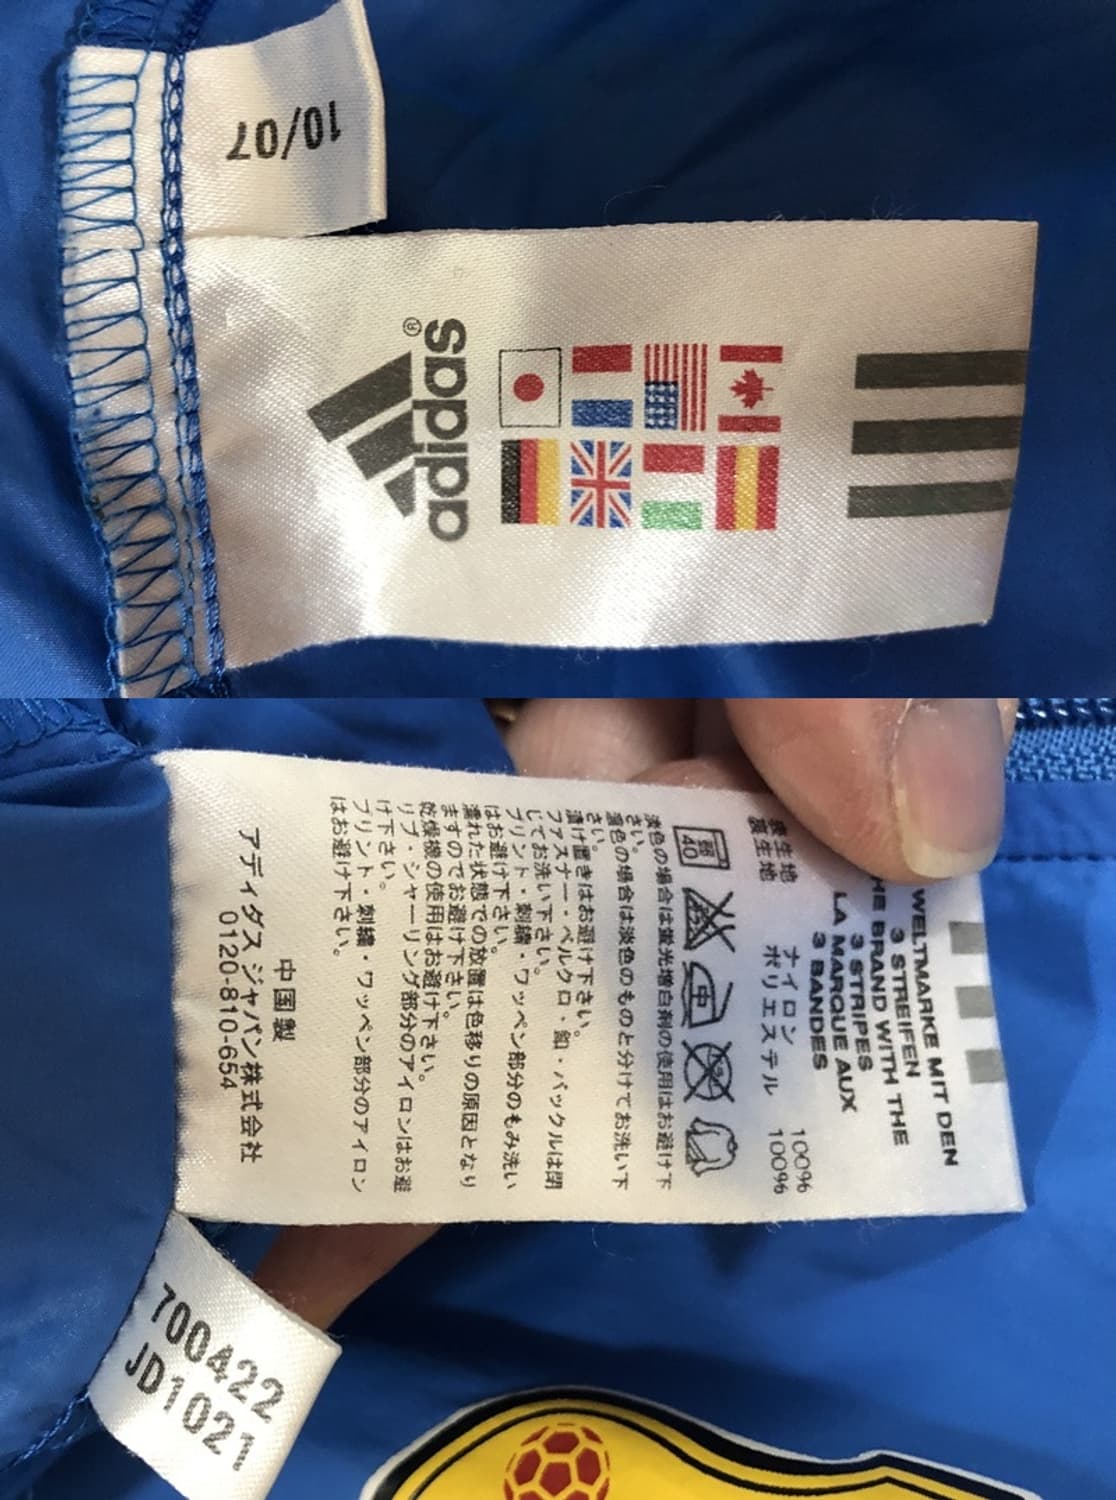 10/07
adidas®
WELTMARKE MIT DEN
3 STREIFEN
THE BRAND WITH THE
3 STRIPES
LA MARQUE AUX
3 BANDES
表生地 ナイロン 100%
裏生地 ポリエステル 100%
弱
40
中
淡色の場合は蛍光増白剤の使用はお避け下
さい。
濃色の場合は淡色のものと分けてお洗い下
さい。
漬け置きはお避け下さい。
ファスナー・ベルクロ・釦・バックルは閉
じてお洗い下さい。
プリント・刺繍・ワッペン部分のもみ洗い
はお避け下さい。
濡れた状態での放置は色移りの原因となり
ますのでお避け下さい。
乾燥機の使用はお避け下さい。
リブ・シャーリング部分のアイロンはお避
け下さい。
プリント・刺繍・ワッペン部分のアイロン
はお避け下さい。
中国製
アディダス ジャパン株式会社
0120-810-654
700422
JD1021